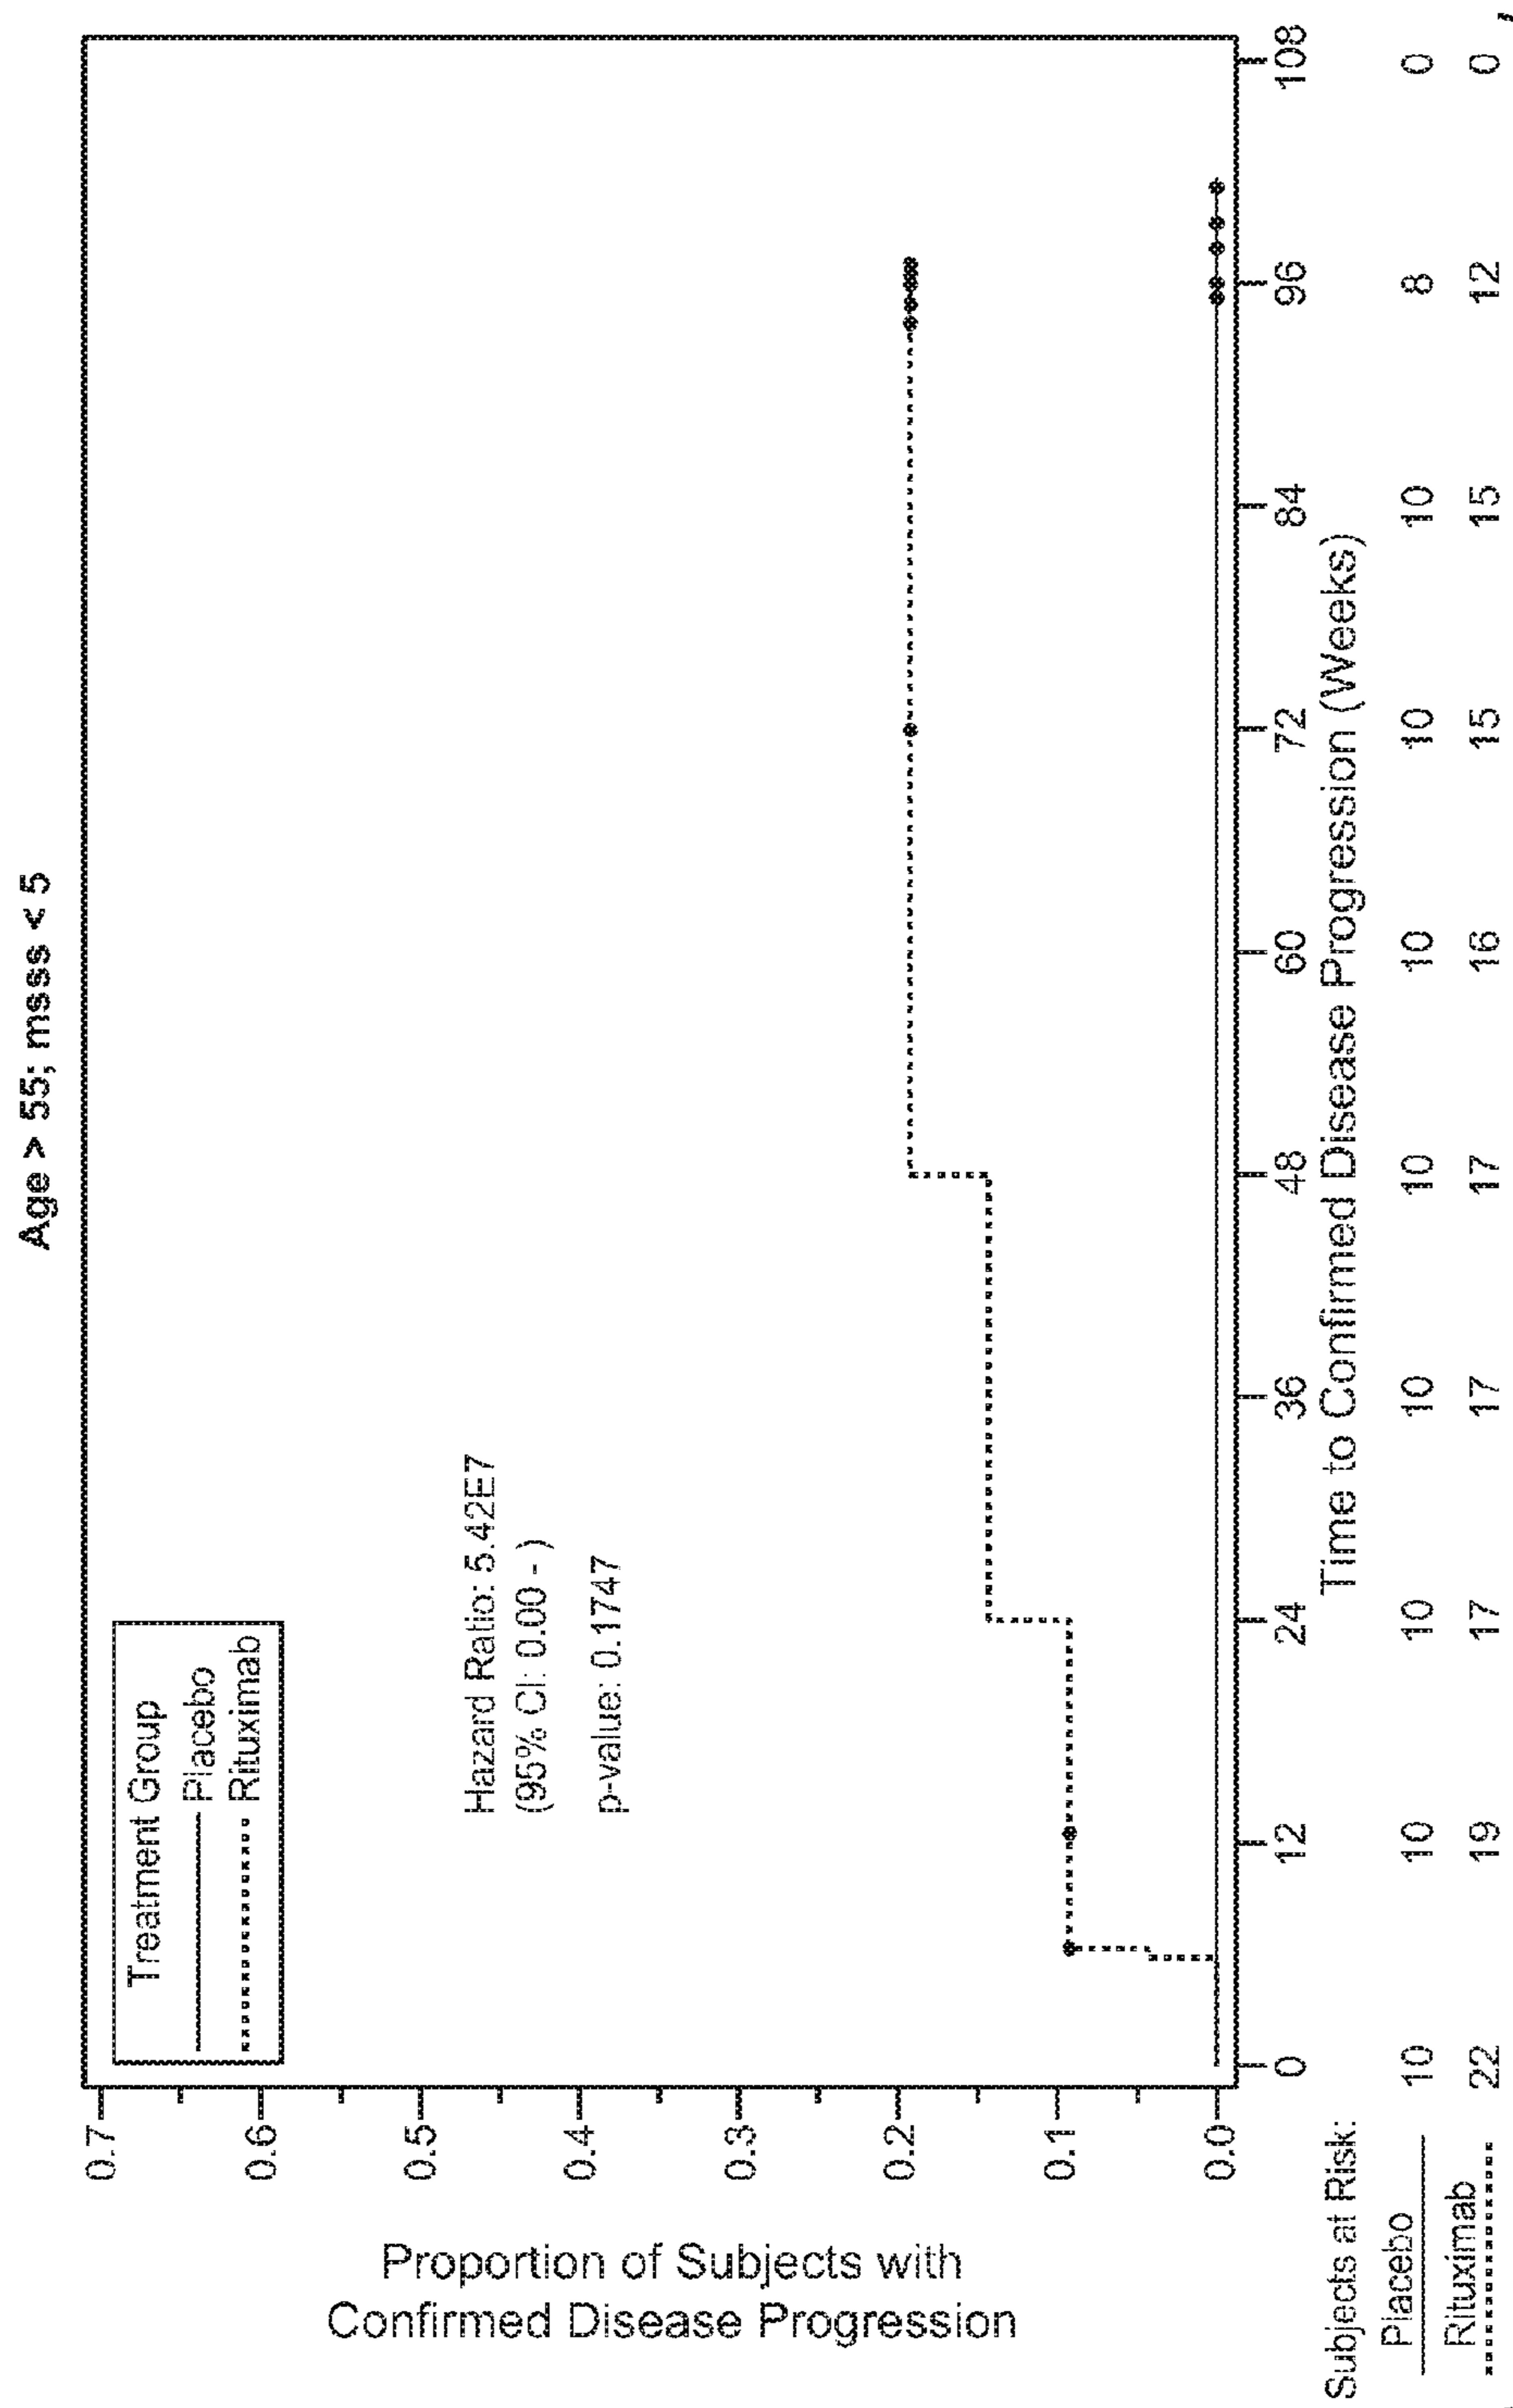 Age > 55; msss < 5
Treatment Group
Placebo
Rituximab
Hazard Ratio: 5.42E7
(95% CI: 0.00 - )
p-value: 0.1747
Proportion of Subjects with
Confirmed Disease Progression
0.7
0.6
0.5
0.4
0.3
0.2
0.1
0.0
0 12 24 36 48 60 72 84 96 108
Time to Confirmed Disease Progression (Weeks)
Subjects at Risk:
Placebo 10 10 10 10 10 10 10 10 8 0
Rituximab 22 19 17 17 17 16 15 15 12 0